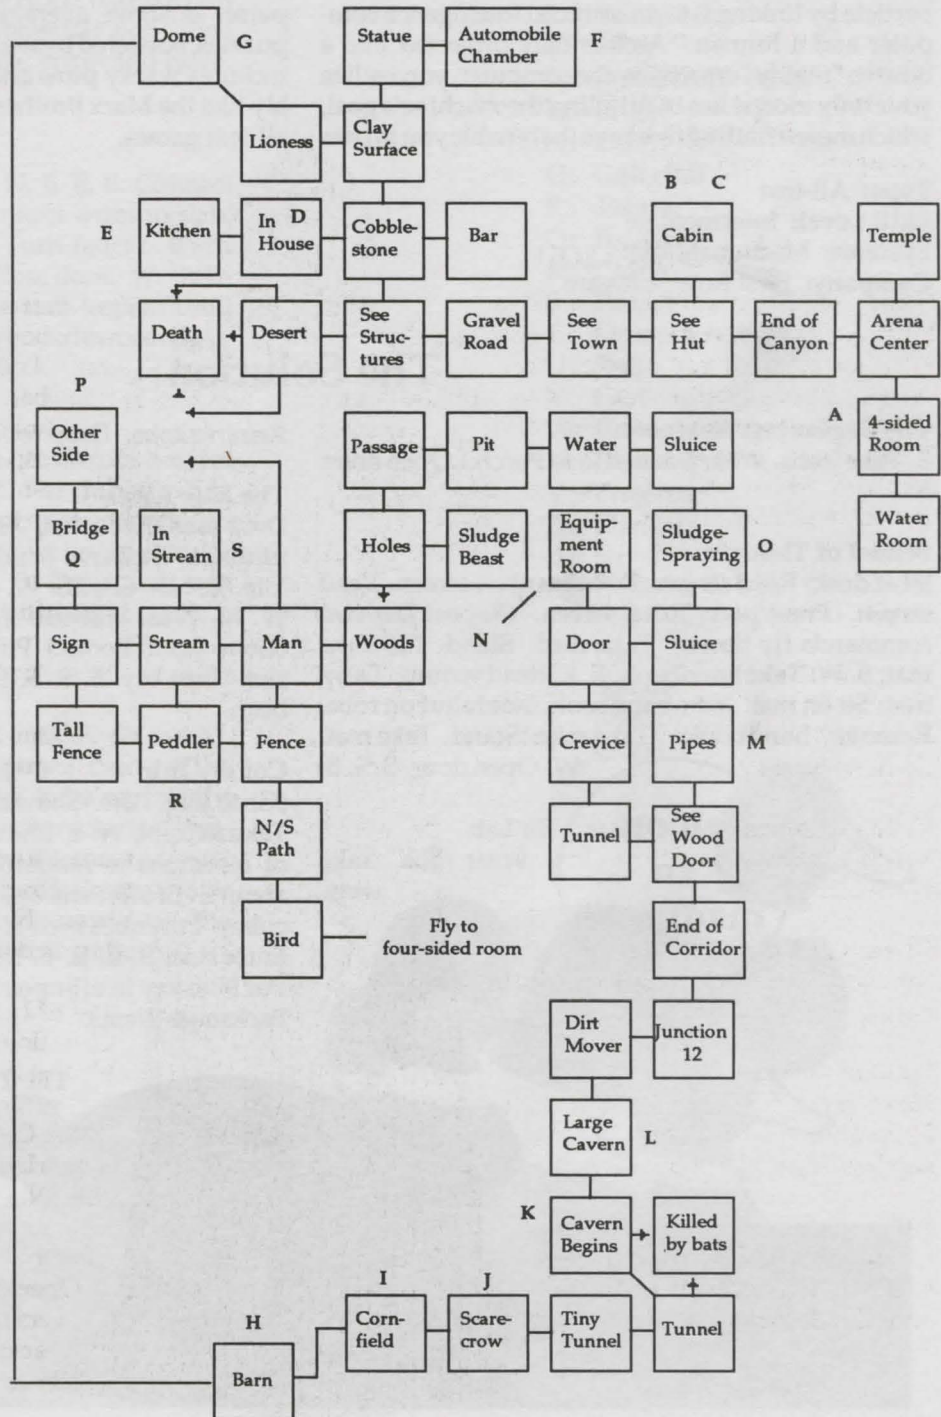 Dome G Statue Automobile F
Chamber
Lioness Clay
Surface
B C
E Kitchen In D
House
Cobble-
stone
Bar Cabin Temple
Death Desert See
Struc-
tures
Gravel
Road
See
Town
See
Hut
End of
Canyon
Arena
Center
P
Other
Side
Passage Pit Water Sluice A 4-sided
Room
Bridge
Q
In
Stream
S Holes Sludge
Beast
Equip-
ment
Room
Sludge-
Spraying
O Water
Room
Sign Stream Man Woods N Door Sluice
Tall
Fence
Peddler Fence Crevice Pipes M
R
N/S
Path
Tunnel See
Wood
Door
Bird Fly to
four-sided room
End of
Corridor
Dirt
Mover
Junction
12
Large
Cavern
L
K Cavern
Begins
Killed
by bats
I J
H Corn-
field
Scare-
crow
Tiny
Tunnel
Tunnel
Barn